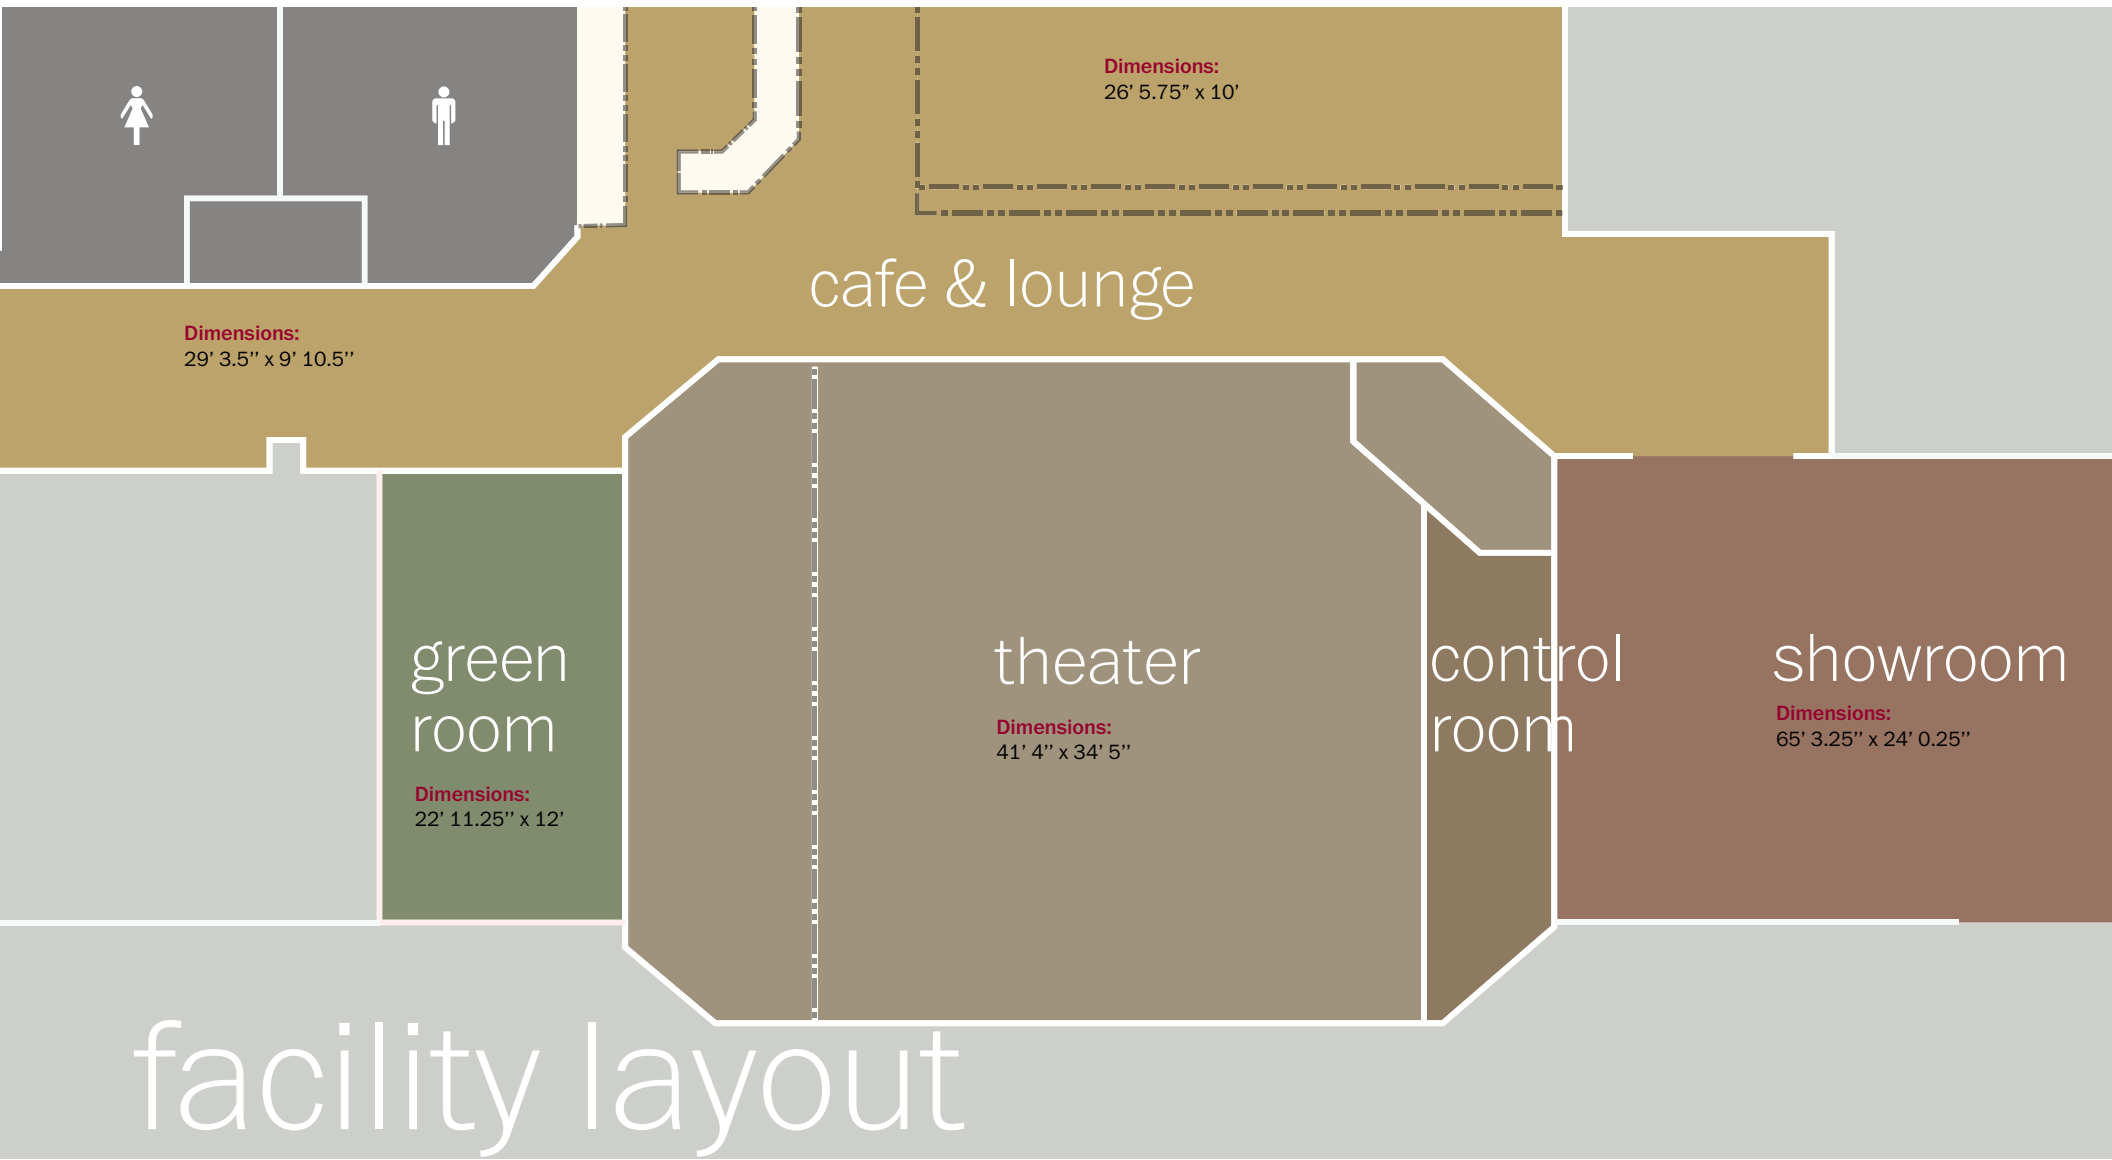 Dimensions:
26’ 5.75” x 10’
cafe & lounge
Dimensions:
29’ 3.5’’ x 9’ 10.5’’
green
room
Dimensions:
22’ 11.25’’ x 12’
theater
Dimensions:
41’ 4’’ x 34’ 5’’
control
room
showroom
Dimensions:
65’ 3.25’’ x 24’ 0.25’’
facility layout